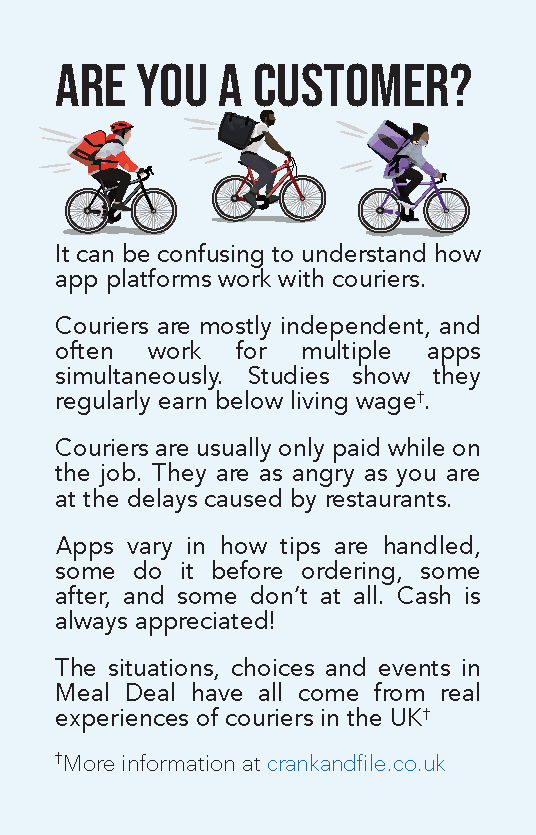 ARE YOU A CUSTOMER?
It can be confusing to understand how
app platforms work with couriers.
Couriers are mostly independent, and
often work for multiple apps
simultaneously. Studies show they
regularly earn below living wage†.
Couriers are usually only paid while on
the job. They are as angry as you are
at the delays caused by restaurants.
Apps vary in how tips are handled,
some do it before ordering, some
after, and some don’t at all. Cash is
always appreciated!
The situations, choices and events in
Meal Deal have all come from real
experiences of couriers in the UK†
†More information at crankandfile.co.uk